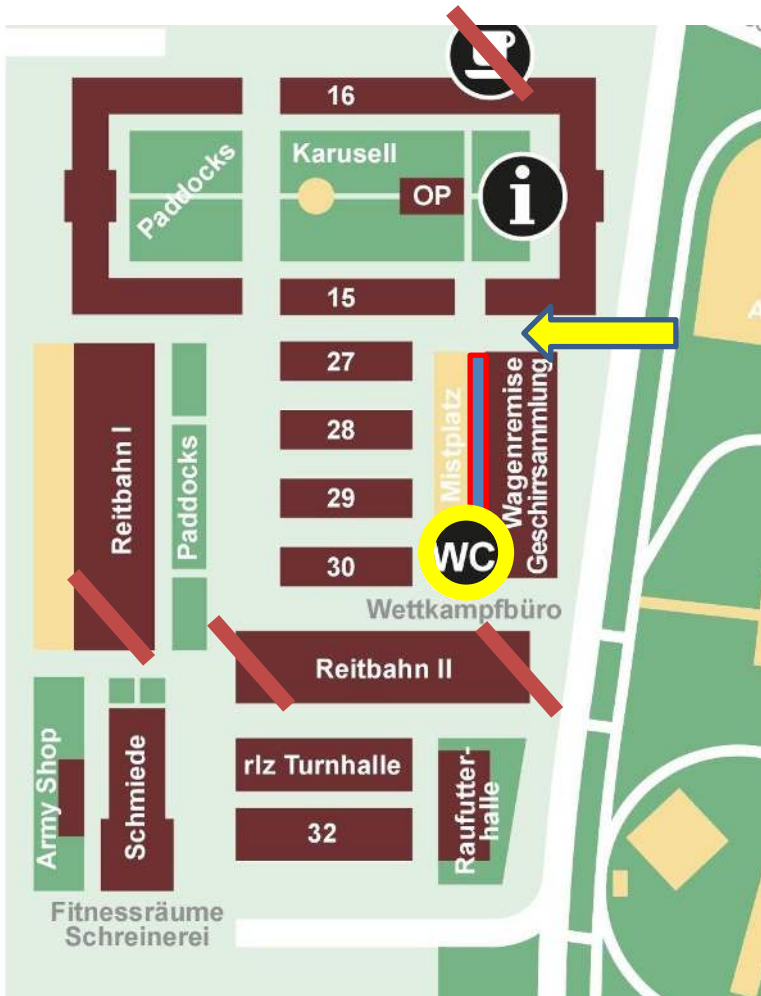 16
Paddocks
Karusell
OP
i
15
27
28
29
30
Mistplatz
Wagenremise
Geschirrsammlung
WC
Wettkampfbüro
Reitbahn I
Paddocks
Reitbahn II
Army Shop
Schmiede
rlz Turnhalle
32
Raufutter-
halle
Fitnessräume
Schreinerei